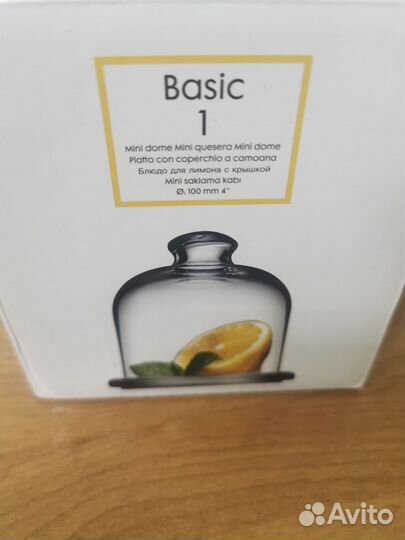 Basic
1
Mini dome Mini quesera Mini dome
Piatto con coperchio a camoana
Блюдо для лимона с крышкой
Mini saklama kabı
Ø: 100 mm 4"
Avito